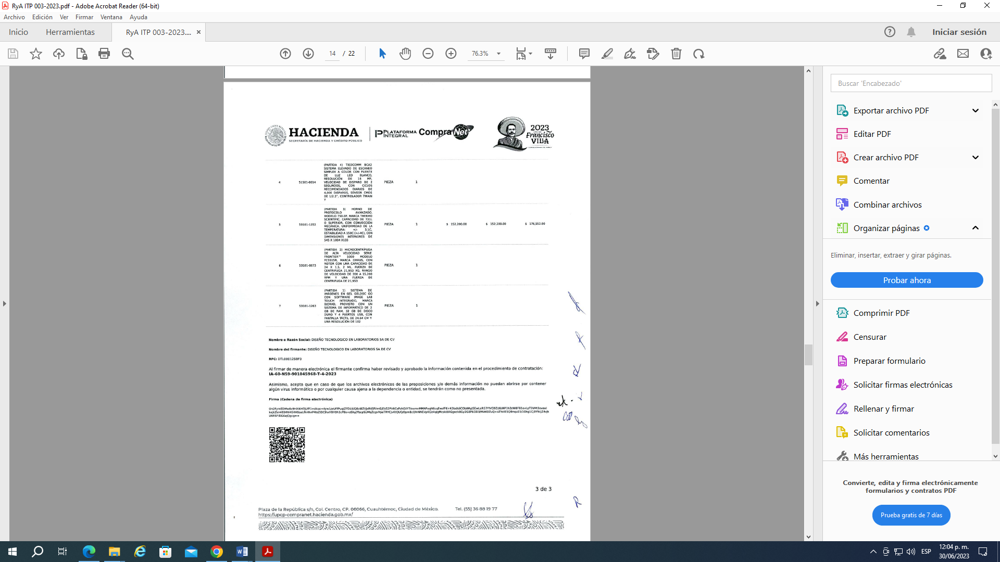 RyA ITP 003-2023.pdf - Adobe Acrobat Reader (64-bit)
Archivo Edición Ver Firmar Ventana Ayuda
Inicio Herramientas RyA ITP 003-2023.... × Iniciar sesión
14 / 22 76.3%
HACIENDA
SECRETARÍA DE HACIENDA Y CRÉDITO PÚBLICO
PLATAFORMA INTEGRAL CompraNet
2023
AÑO DE
Francisco
VILLA
(PARTIDA 4) TIEDCOMM BCA2
SISTEMA ELEVADO DE ESCANEO
SIMPLEX A COLOR CON FUENTE
DE LUZ LED BLANCO,
RESOLUCIÓN DE 16 MP,
4 51501-0014 VELOCIDAD DE DISPARO DE 2 PIEZA 1
SEGUNDOS, CON CICLOS
RECOMENDADOS DIARIOS DE
4,000 DISPAROS, SENSOR CMOS
DE 1/2.3", CONTROLADOR TWAIN
Y
(PARTIDA 3) HORNO DE
PROTOCOLO AVANZADO,
MODELO 750-3P, MARCA THERMO
SCIENTIFIC, CAPACIDAD DE 731L
O SUPERIOR, CON CONVECCIÓN
5 53101-1252 MECÁNICA, UNIFORMIDAD DE LA PIEZA 1 $ 152,200.00 $ 152,200.00 $ 176,552.00
TEMPERATURA: +/- 3.1C,
ESTABILIDAD A 150C (+/-4C), CON
DIMENSIONES INTERIORES DE
545 X 1004 X133
(PARTIDA 2) MICROCENTRÍFUGA
DE ALTA VELOCIDAD SERIE
FRONTIER™ 5000 MODELO
FC5515R, MARCA OHAUS, CON
ROTOR CON UNA CAPACIDAD DE
6 53101-0673 24 X 1.5, 2 ML, FUERZA DE PIEZA 1
CENTRIFUGA 21,953 XG, RANGO
DE VELOCIDAD DE 200 A 15,200
RPM Y UNA FUERZA DE
CENTRIFUGA DE 21,953
(PARTIDA 1) SISTEMA DE
IMÁGENES EN GEL GELDOC GO
CON SOFTWARE IMAGE LAB
TOUCH INTEGRADO, MARCA
BIORAD, PROVISTO CON UN
7 53101-1263 SISTEMA DE INFORMÁTICO DE 2 PIEZA 1
GB DE RAM, 32 GB DE DISCO
DURO Y 4 PUERTOS USB, CON
PANTALLA TÁCTIL DE 24.64 CM Y
UNA RESOLUCIÓN DE 102
Nombre o Razón Social: DISEÑO TECNOLOGICO EN LABORATORIOS SA DE CV
Nombre del firmante: DISEÑO TECNOLOGICO EN LABORATORIOS SA DE CV
RFC: DTL000125BF0
Al firmar de manera electrónica el firmante confirma haber revisado y aprobado la información contenida en el procedimiento de contratación:
IA-60-N59-901045968-T-4-2023
Asimismo, acepta que en caso de que los archivos electrónicos de las proposiciones y/o demás información no puedan abrirse por contener
algún virus informático o por cualquier causa ajena a la dependencia o entidad, se tendrán como no presentada.
Firma (Cadena de firma electrónica)
3 de 3
Plaza de la República s/n, Col. Centro, CP. 06066, Cuauhtémoc, Ciudad de México. Tel. (55) 36 88 19 77
https://upcp-compranet.hacienda.gob.mx/
Buscar 'Encabezado'
Exportar archivo PDF
Editar PDF
Crear archivo PDF
Comentar
Combinar archivos
Organizar páginas
Eliminar, insertar, extraer y girar páginas.
Probar ahora
Comprimir PDF
Censurar
Preparar formulario
Solicitar firmas electrónicas
Rellenar y firmar
Solicitar comentarios
Más herramientas
Convierte, edita y firma electrónicamente
formularios y contratos PDF
Prueba gratis de 7 días
ESP 12:04 p. m.
30/06/2023